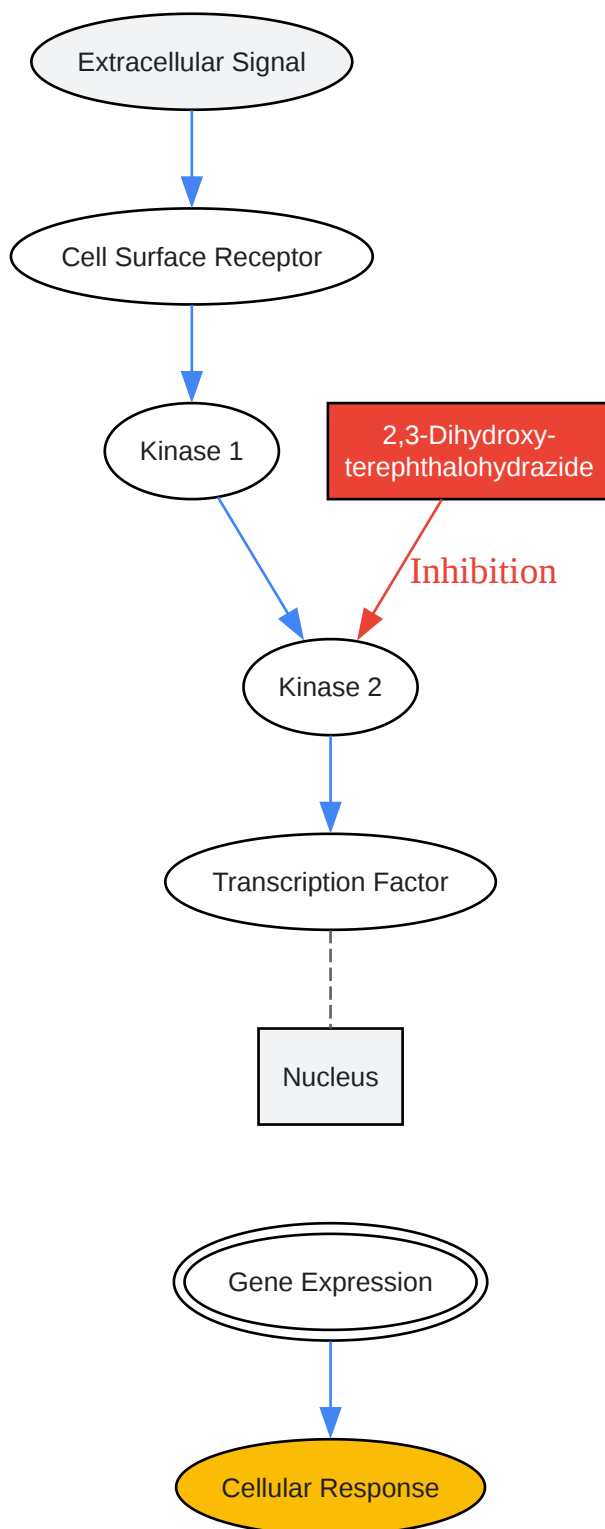 Extracellular Signal
Cell Surface Receptor
Kinase 1
2,3-Dihydroxy-
terephthalohydrazide
Inhibition
Kinase 2
Transcription Factor
Nucleus
Gene Expression
Cellular Response